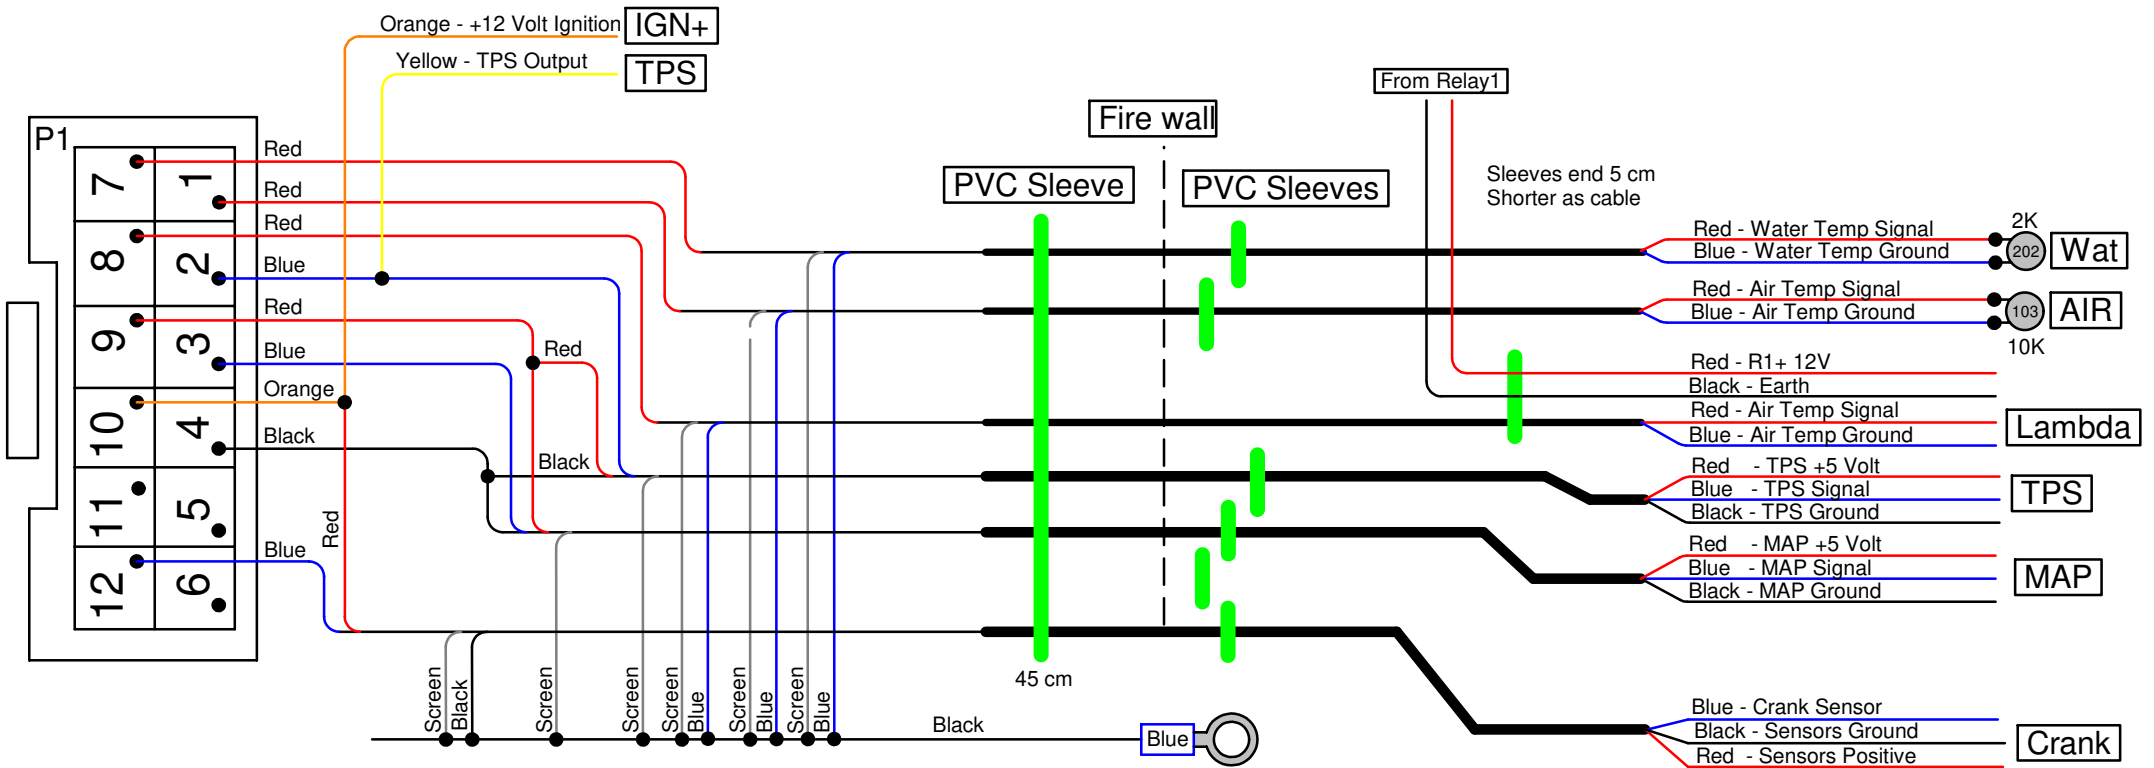 Orange - +12 Volt Ignition
IGN+
Yellow - TPS Output
TPS
From Relay1
Fire wall
P1
7
1
8
2
9
3
10
4
11
5
12
6
Red
Red
Red
Blue
Red
Blue
Orange
Black
Blue
Red
Red
Black
PVC Sleeve
PVC Sleeves
Sleeves end 5 cm
Shorter as cable
Red - Water Temp Signal
Blue - Water Temp Ground
2K
202
Wat
Red - Air Temp Signal
Blue - Air Temp Ground
103
AIR
10K
Red - R1+ 12V
Black - Earth
Red - Air Temp Signal
Blue - Air Temp Ground
Lambda
Red - TPS +5 Volt
Blue - TPS Signal
Black - TPS Ground
TPS
Red - MAP +5 Volt
Blue - MAP Signal
Black - MAP Ground
MAP
45 cm
Screen
Black
Screen
Screen
Screen
Blue
Screen
Blue
Screen
Blue
Black
Blue
Blue - Crank Sensor
Black - Sensors Ground
Red - Sensors Positive
Crank